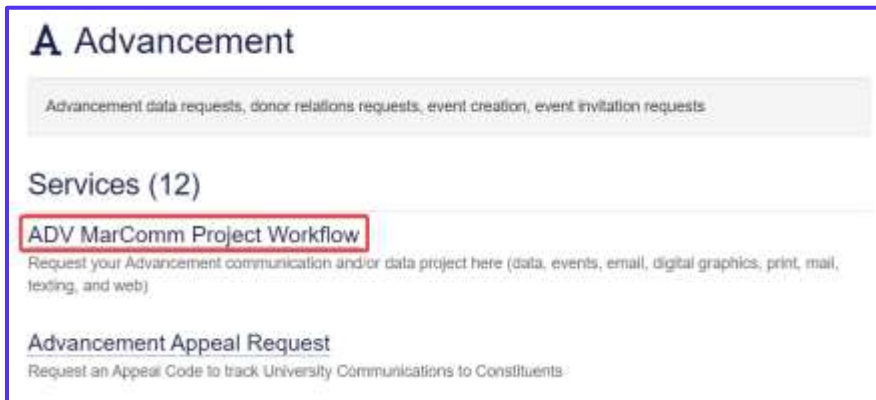 A Advancement
Advancement data requests, donor relations requests, event creation, event invitation requests
Services (12)
ADV MarComm Project Workflow
Request your Advancement communication and/or data project here (data, events, email, digital graphics, print, mail,
texting, and web)
Advancement Appeal Request
Request an Appeal Code to track University Communications to Constituents